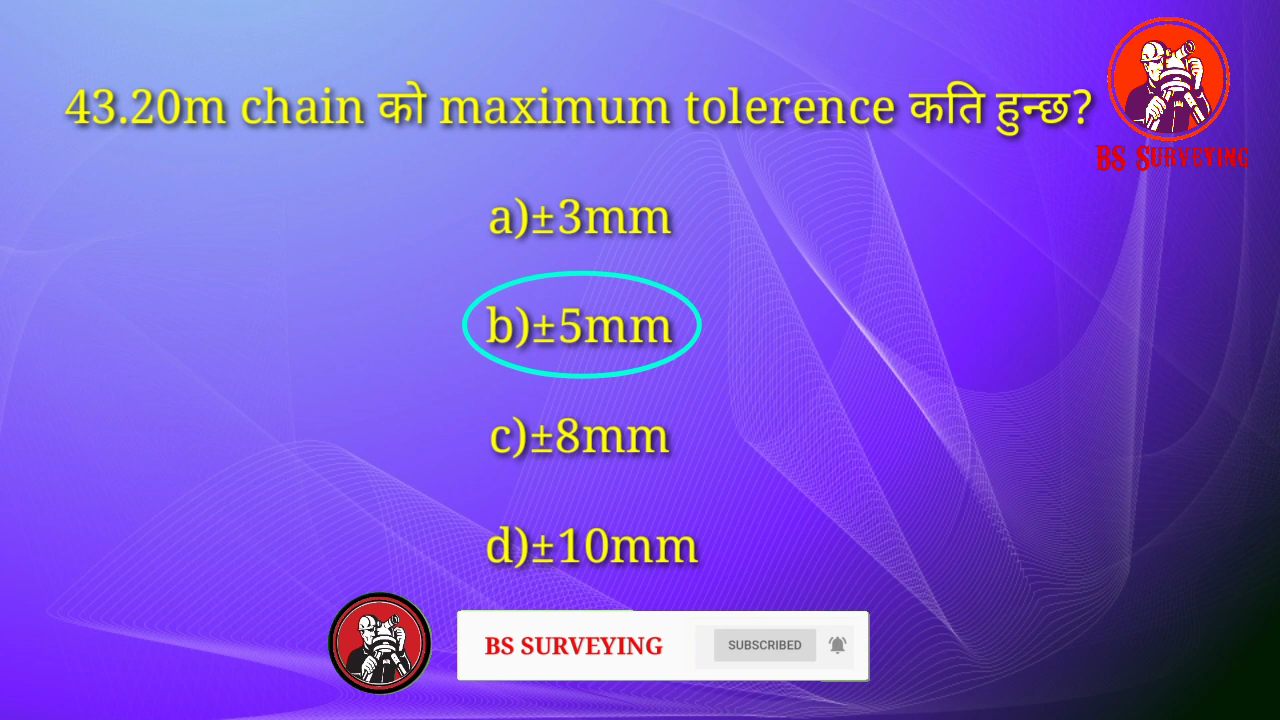 43.20m chain को maximum tolerence कति हुन्छ?
BS SURVEYING
a)±3mm
b)±5mm
c)±8mm
d)±10mm
BS SURVEYING SUBSCRIBED